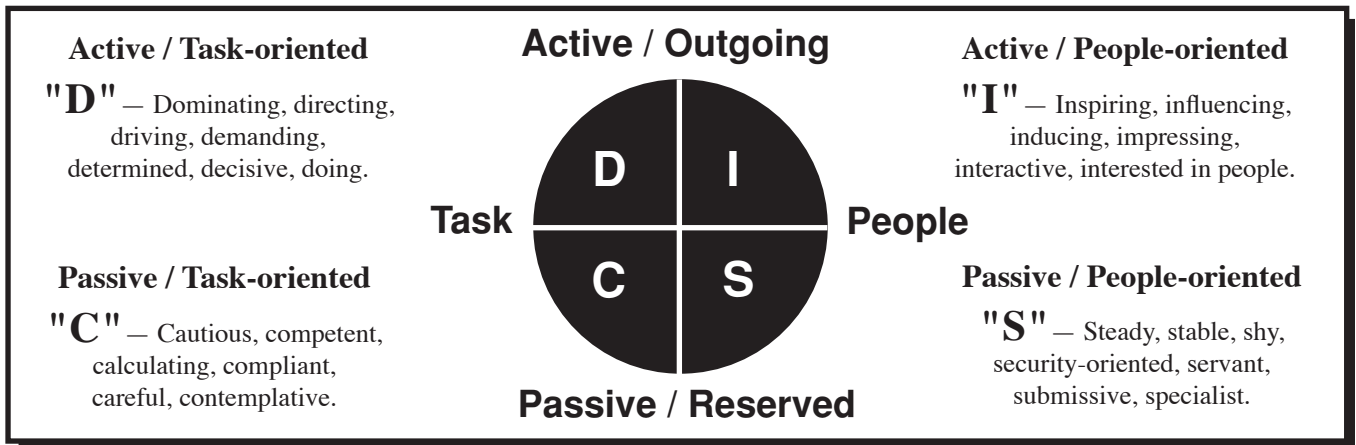 Active / Task-oriented
"D" — Dominating, directing,
driving, demanding,
determined, decisive, doing.
Active / Outgoing
Active / People-oriented
"I" — Inspiring, influencing,
inducing, impressing,
interactive, interested in people.
D I
Task
People
C S
Passive / Task-oriented
"C" — Cautious, competent,
calculating, compliant,
careful, contemplative.
Passive / Reserved
Passive / People-oriented
"S" — Steady, stable, shy,
security-oriented, servant,
submissive, specialist.